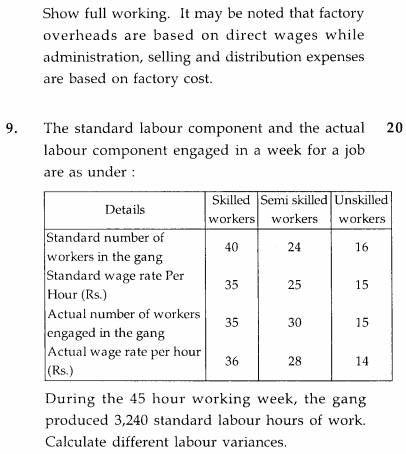 Show full working. It may be noted that factory
overheads are based on direct wages while
administration, selling and distribution expenses
are based on factory cost.
9. The standard labour component and the actual 20
labour component engaged in a week for a job
are as under :
Details Skilled workers Semi skilled workers Unskilled workers
Standard number of
workers in the gang 40 24 16
Standard wage rate Per
Hour (Rs.) 35 25 15
Actual number of workers
engaged in the gang 35 30 15
Actual wage rate per hour
(Rs.) 36 28 14
During the 45 hour working week, the gang
produced 3,240 standard labour hours of work.
Calculate different labour variances.